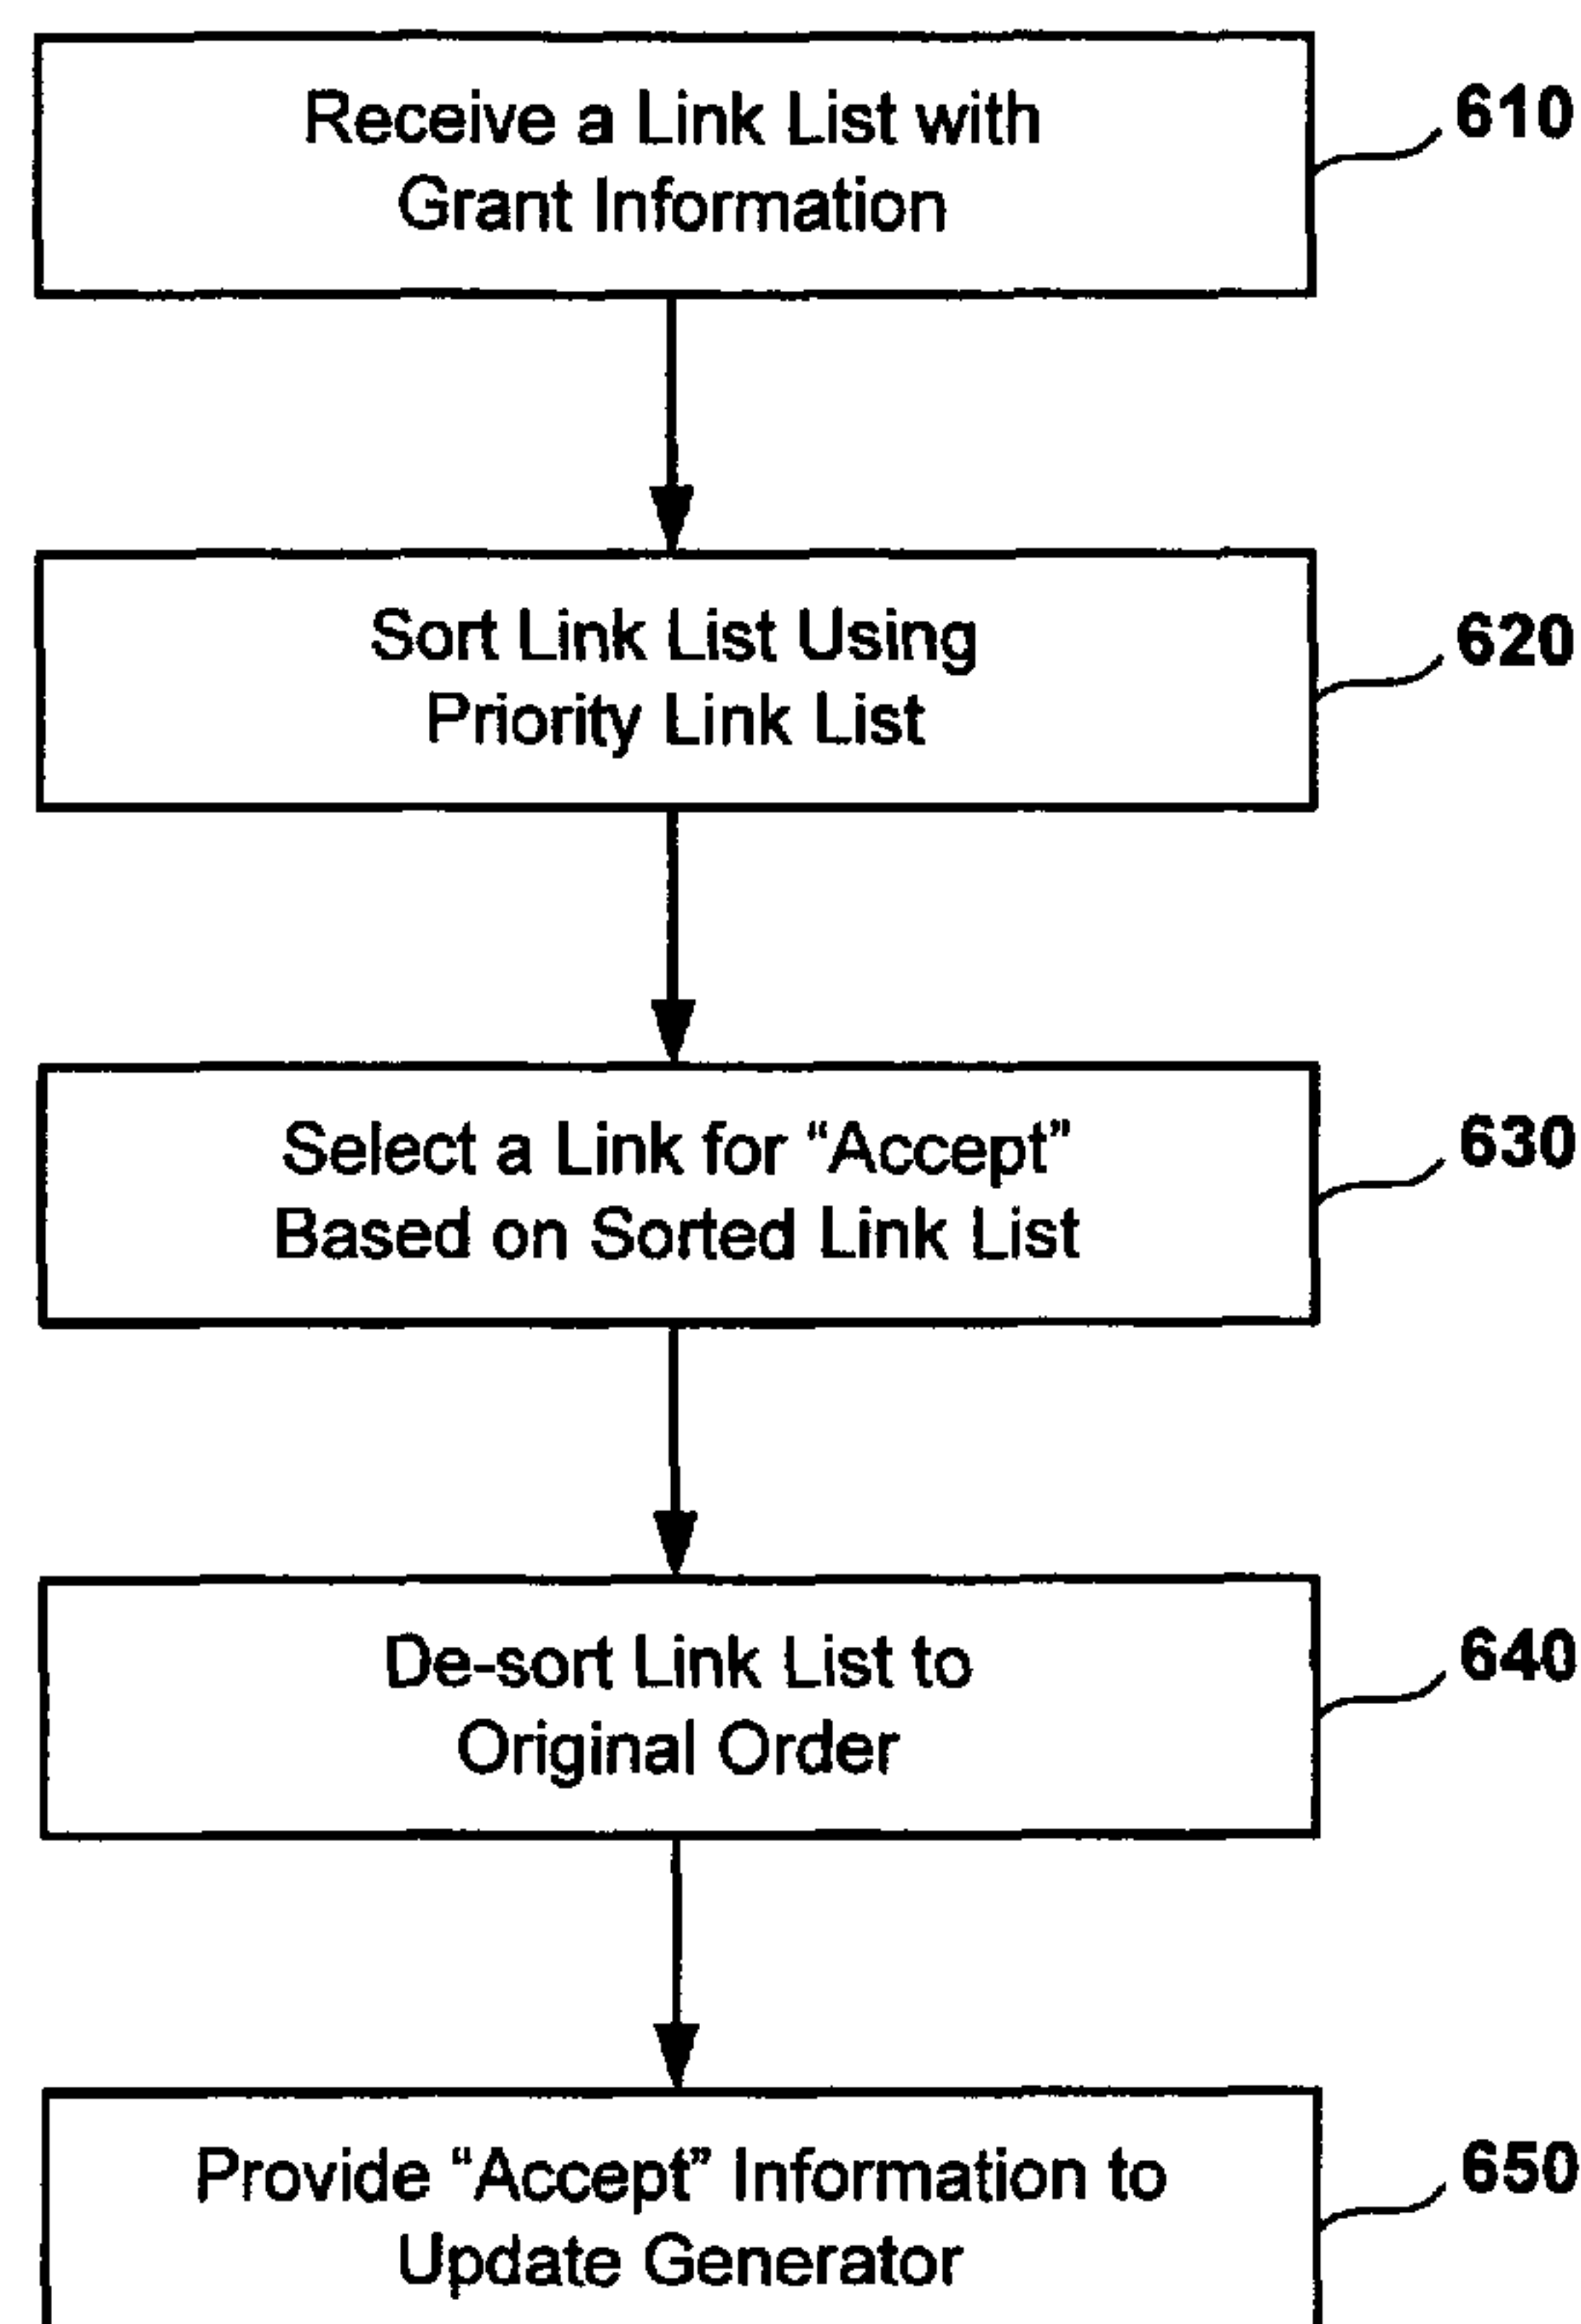 Receive a Link List with
Grant Information
610
Sort Link List Using
Priority Link List
620
Select a Link for “Accept”
Based on Sorted Link List
630
De-sort Link List to
Original Order
640
Provide “Accept” Information to
Update Generator
650